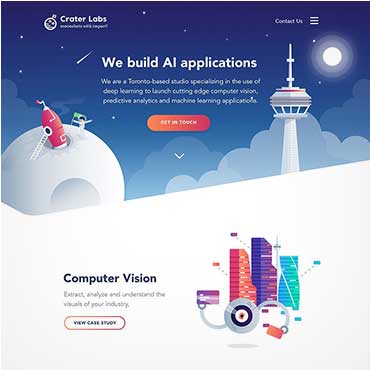 Crater Labs
moonshots with impact!
Contact Us
We build AI applications
We are a Toronto-based studio specializing in the use of
deep learning to launch cutting edge computer vision,
predictive analytics and machine learning applications.
GET IN TOUCH
Computer Vision
Extract, analyze and understand the
visuals of your industry,
VIEW CASE STUDY